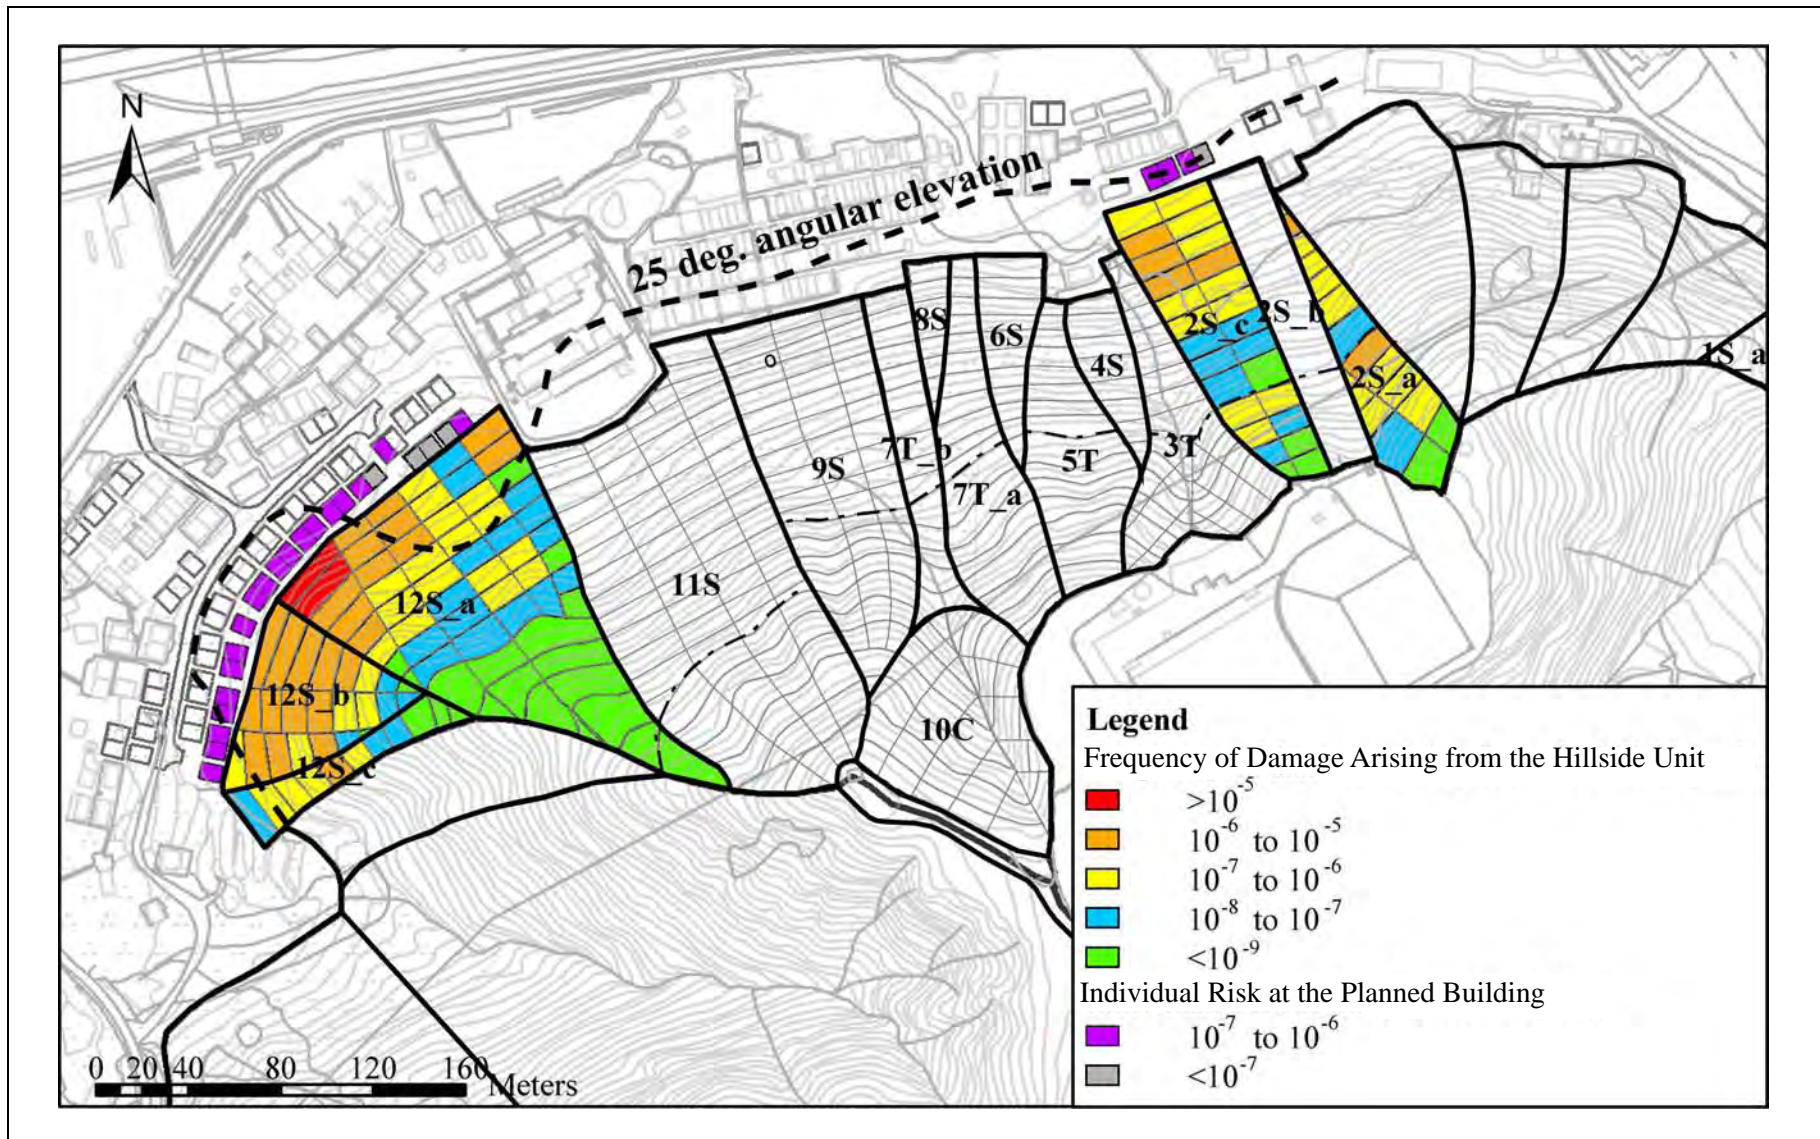 N
25 deg. angular elevation
8S
6S
4S
2S_c
2S_b
2S_a
1S_a
9S
7T_b
7T_a
5T
3T
11S
12S_a
12S_b
12S_c
10C
Legend
Frequency of Damage Arising from the Hillside Unit
>10-5
10-6 to 10-5
10-7 to 10-6
10-8 to 10-7
<10-9
Individual Risk at the Planned Building
10-7 to 10-6
<10-7
0 20 40 80 120 160
Meters